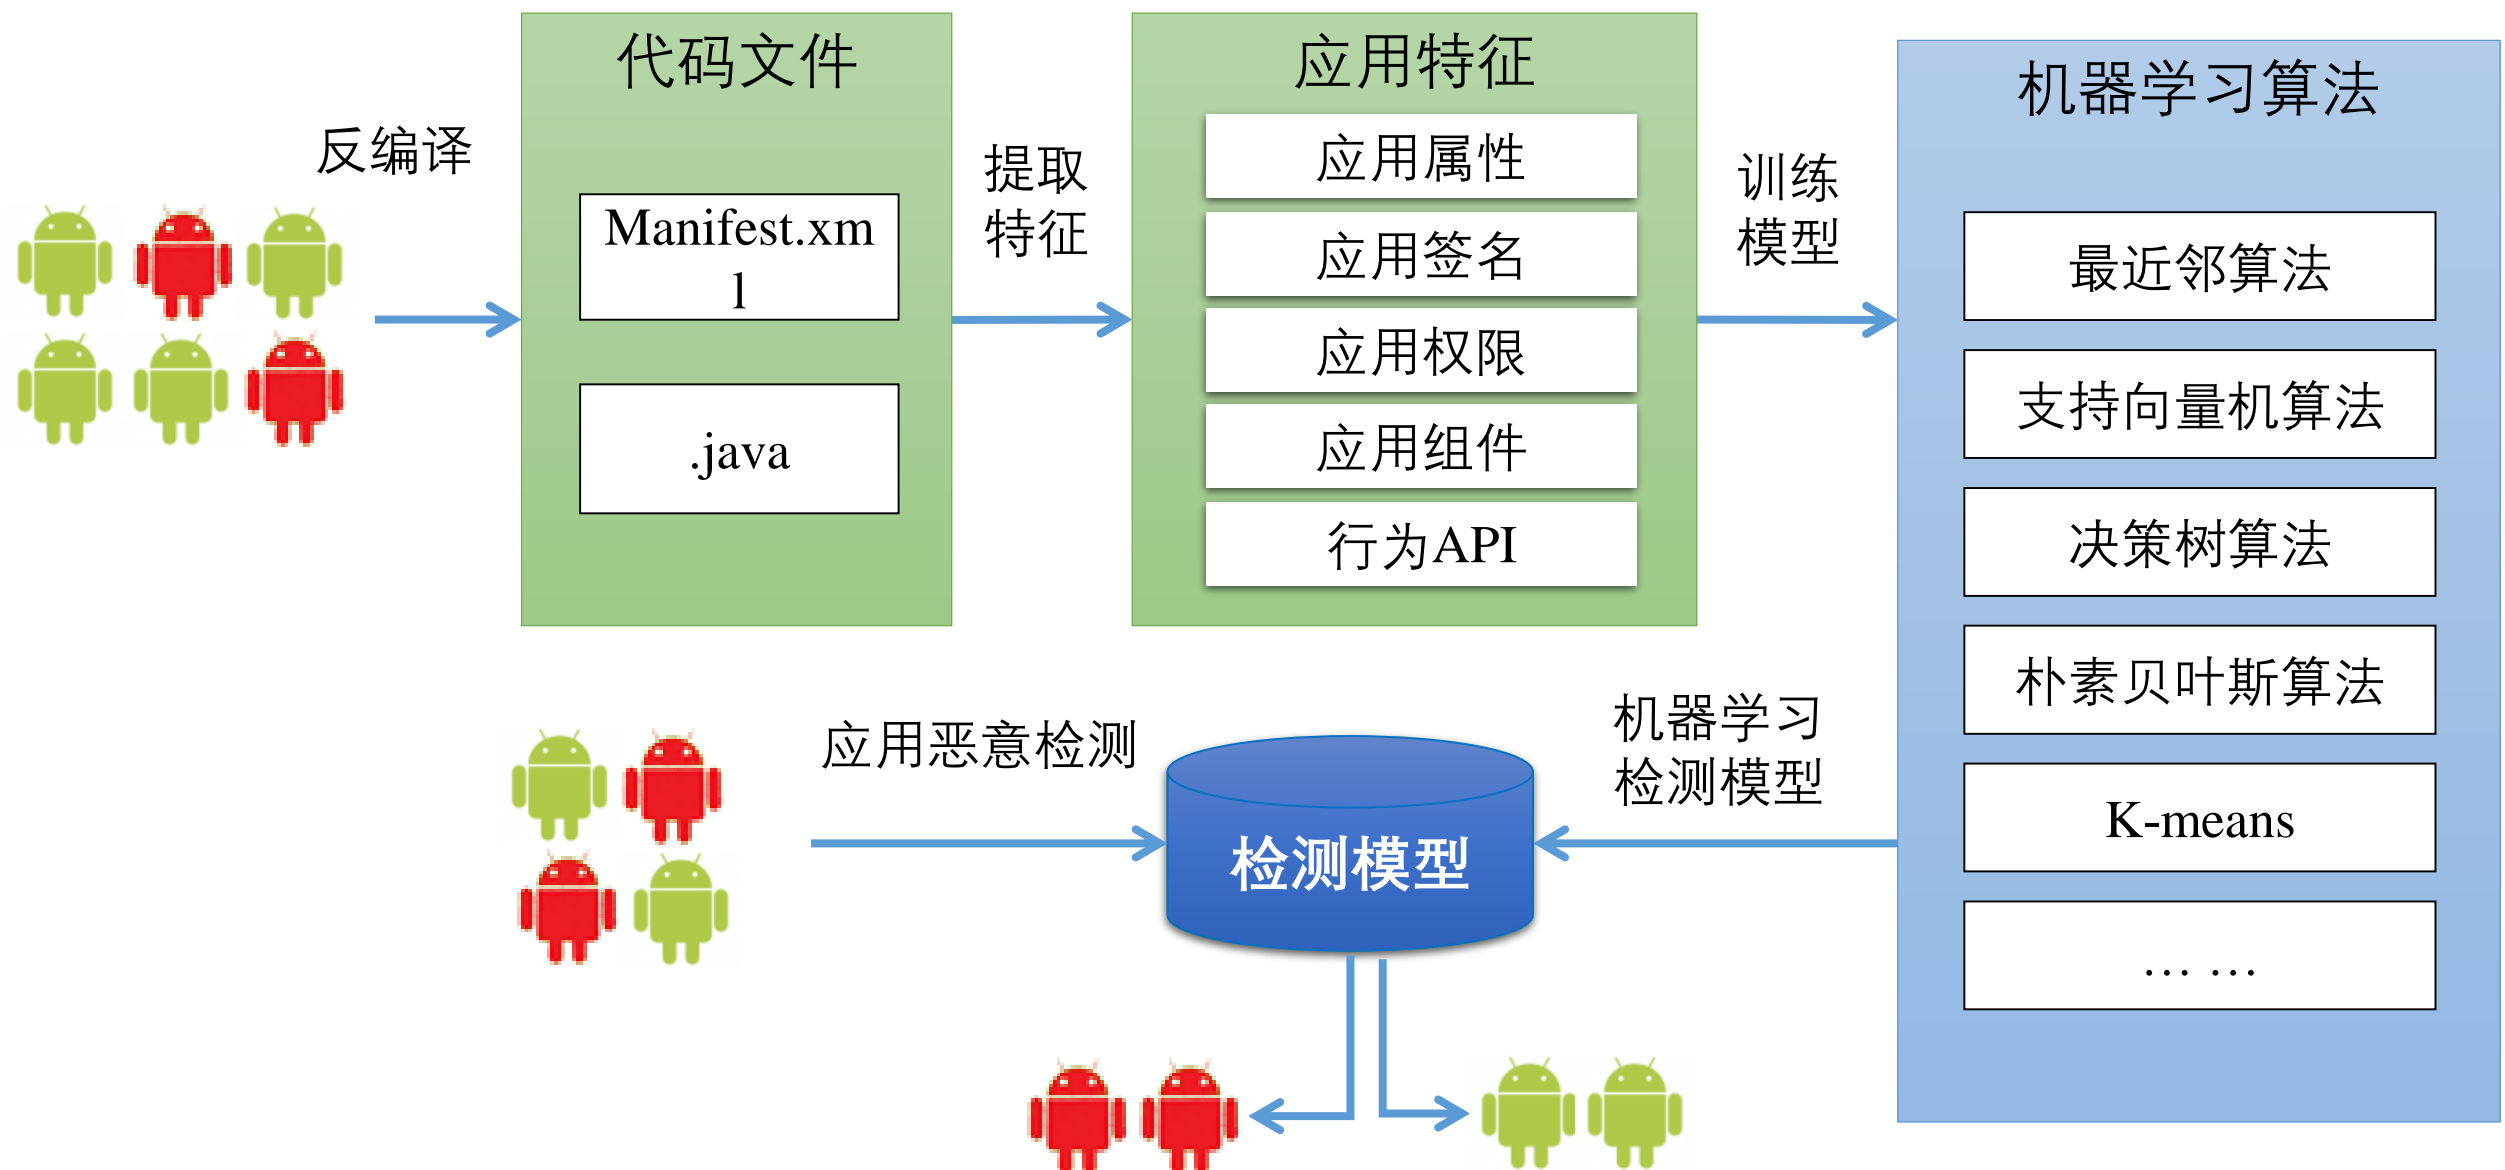 代码文件
应用特征
机器学习算法
反编译
提取
特征
训练
模型
Manifest.xm
l
.java
应用属性
应用签名
应用权限
应用组件
行为API
最近邻算法
支持向量机算法
决策树算法
朴素贝叶斯算法
K-means
……
应用恶意检测
机器学习
检测模型
检测模型